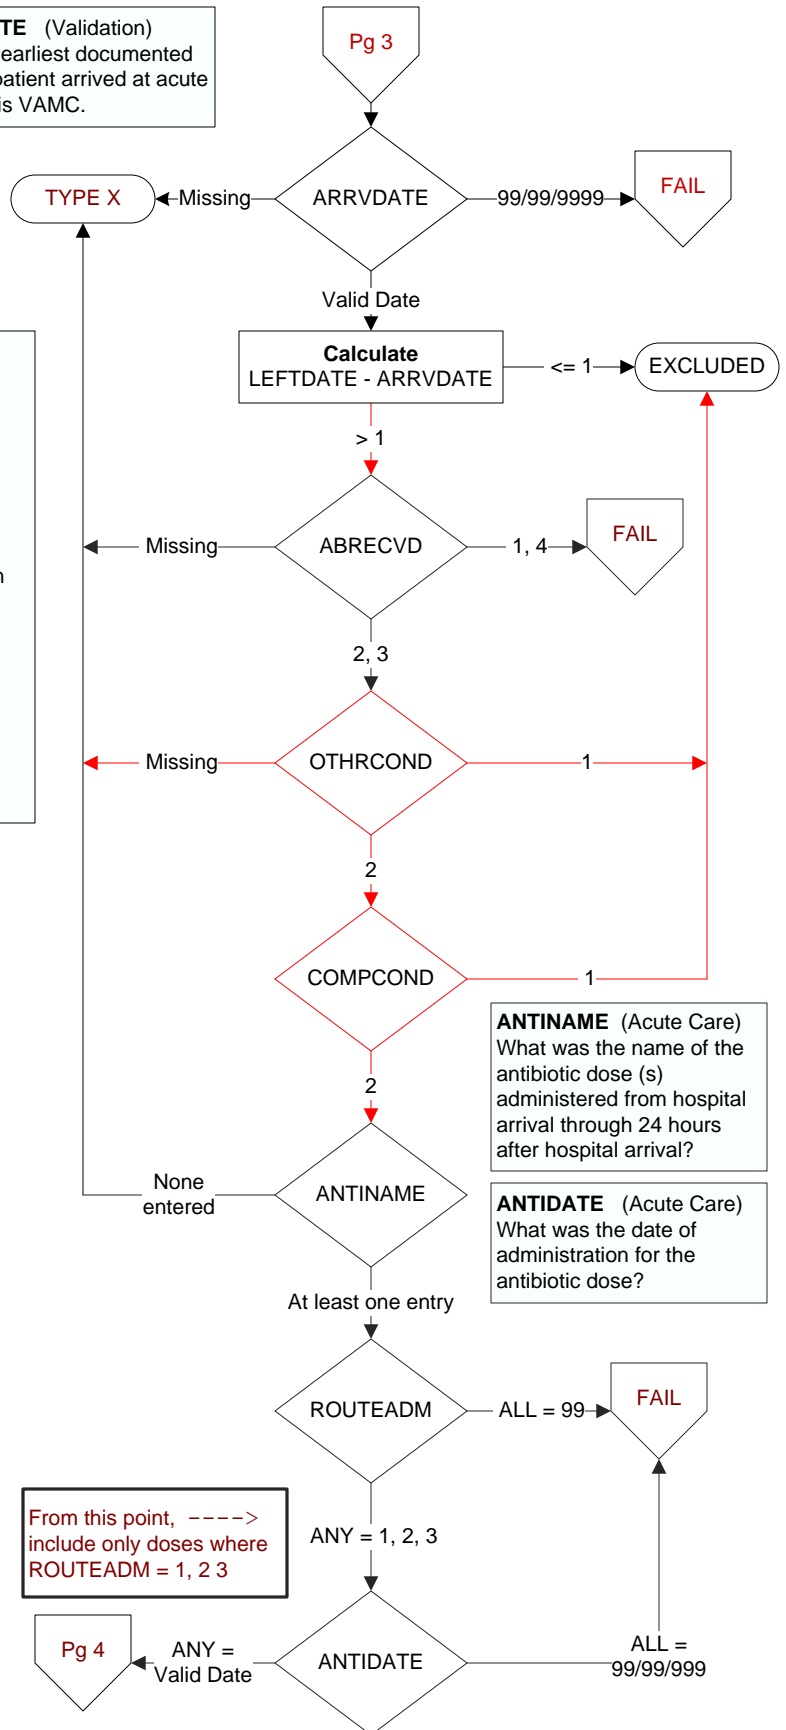 TE (Validation)
earliest documented
patient arrived at acute
is VAMC.
Pg 3
TYPE X
Missing
ARRVDATE
99/99/9999
FAIL
Valid Date
Calculate
LEFTDATE - ARRVDATE
<= 1
EXCLUDED
> 1
Missing
ABRECVD
1, 4
FAIL
n
2, 3
Missing
OTHRCOND
1
2
COMPCOND
1
2
ANTINAME (Acute Care)
What was the name of the
antibiotic dose (s)
administered from hospital
arrival through 24 hours
after hospital arrival?
None
entered
ANTINAME
ANTIDATE (Acute Care)
What was the date of
administration for the
antibiotic dose?
At least one entry
ROUTEADM
ALL = 99
FAIL
From this point, ---->
include only doses where
ROUTEADM = 1, 2 3
ANY = 1, 2, 3
Pg 4
ANY =
Valid Date
ANTIDATE
ALL =
99/99/999